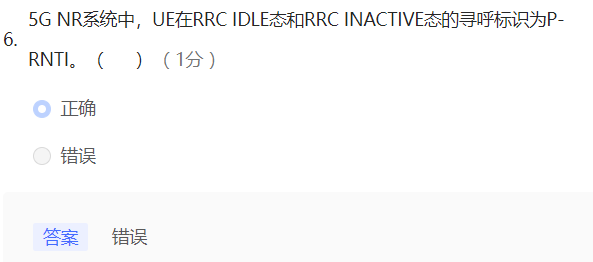 6.
5G NR系统中，UE在RRC IDLE态和RRC INACTIVE态的寻呼标识为P-
RNTI。（ ）（ 1分 ）
正确
错误
答案 错误